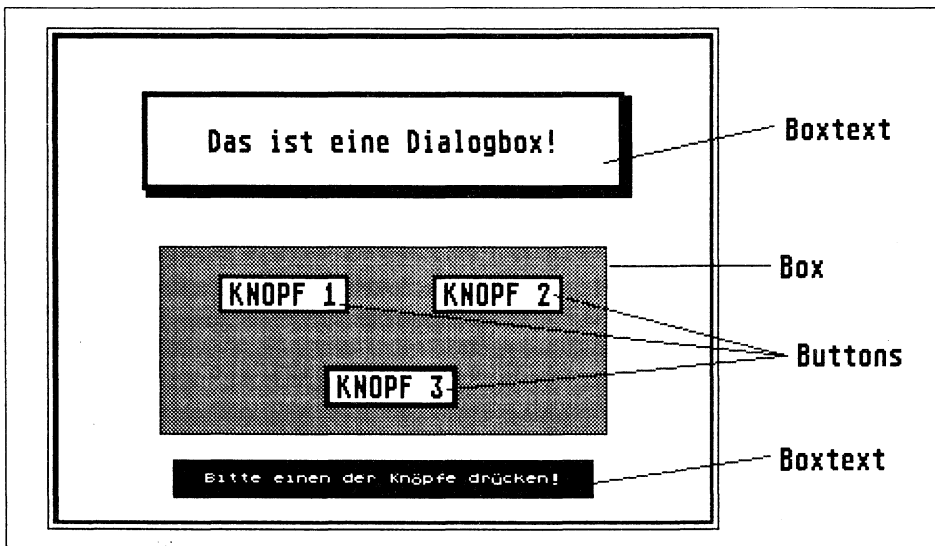 Das ist eine Dialogbox!
Boxtext
Box
KNOPF 1
KNOPF 2
Buttons
KNOPF 3
Boxtext
Bitte einen der Knöpfe drücken!